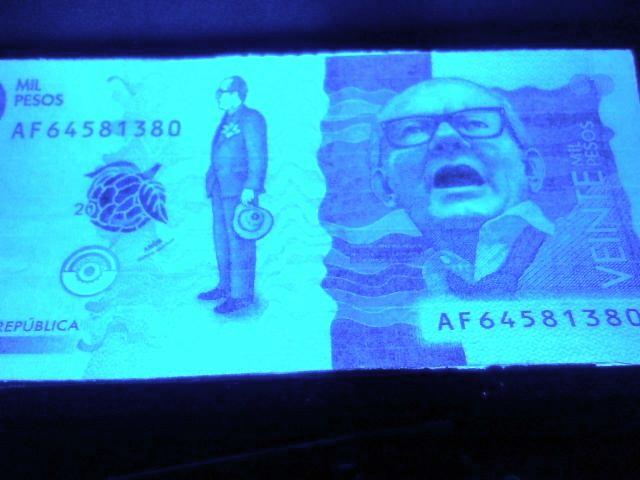 MIL
PESOS
AF64581380
20
REPÚBLICA
VEINTE
MIL
PESOS
AF64581380